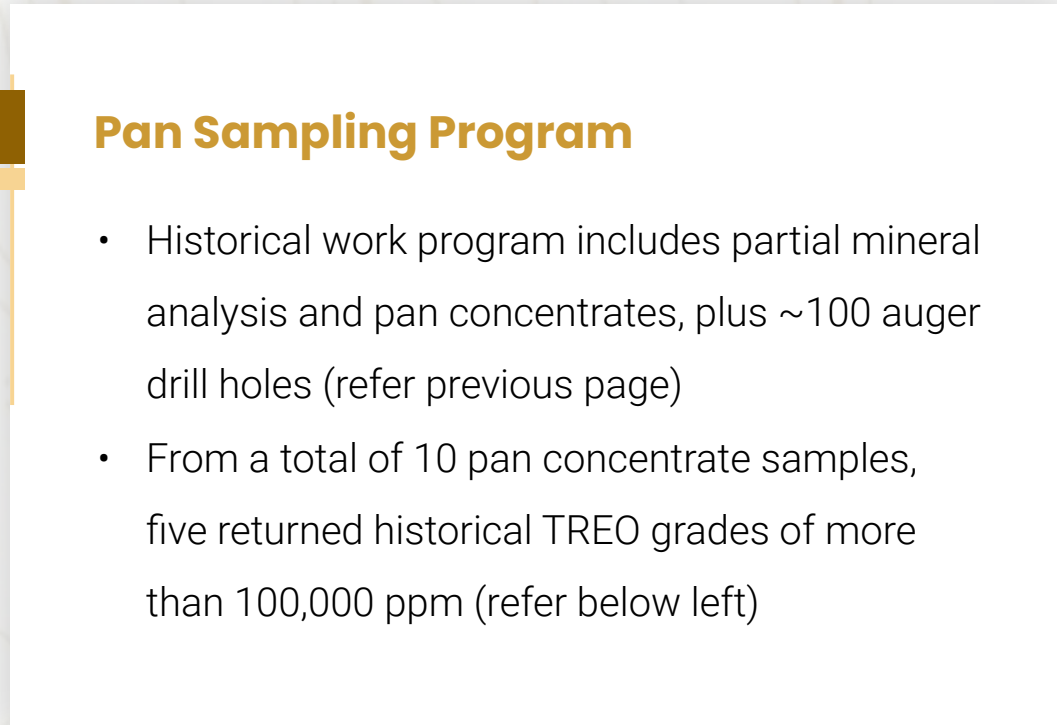 Pan Sampling Program
• Historical work program includes partial mineral
analysis and pan concentrates, plus ~100 auger
drill holes (refer previous page)
• From a total of 10 pan concentrate samples,
five returned historical TREO grades of more
than 100,000 ppm (refer below left)